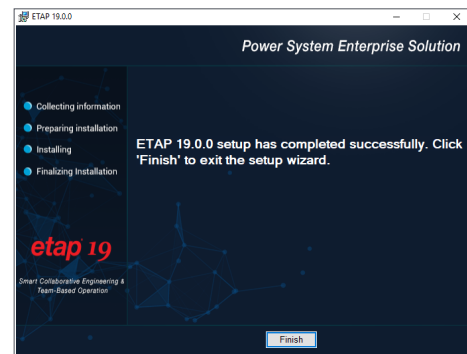 ETAP 19.0.0
Power System Enterprise Solution
Collecting information
Preparing installation
Installing
Finalizing Installation
ETAP 19.0.0 setup has completed successfully. Click
'Finish' to exit the setup wizard.
etap 19
Smart Collaborative Engineering &
Team-Based Operation
Finish